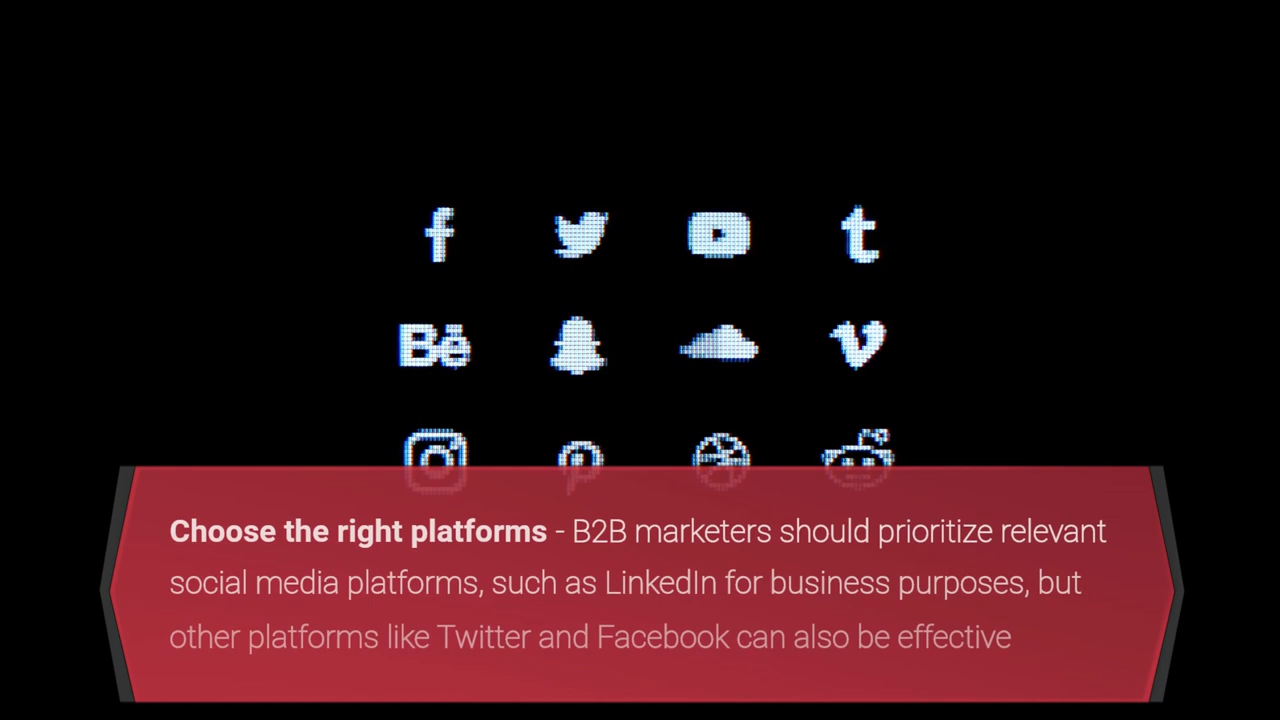 Bē
Choose the right platforms - B2B marketers should prioritize relevant
social media platforms, such as LinkedIn for business purposes, but
other platforms like Twitter and Facebook can also be effective